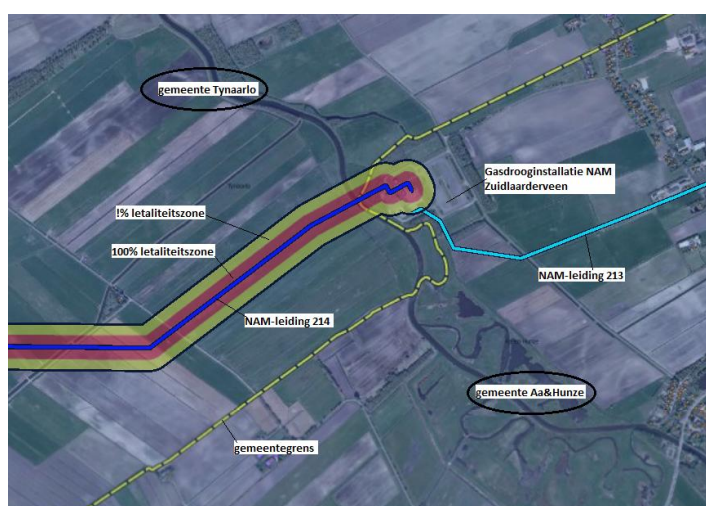 gemeente Tynaarlo
Gasdrooginstallatie NAM
Zuidlaarderveen
!% letaliteitszone
100% letaliteitszone
NAM-leiding 213
NAM-leiding 214
gemeente Aa&Hunze
gemeentegrens